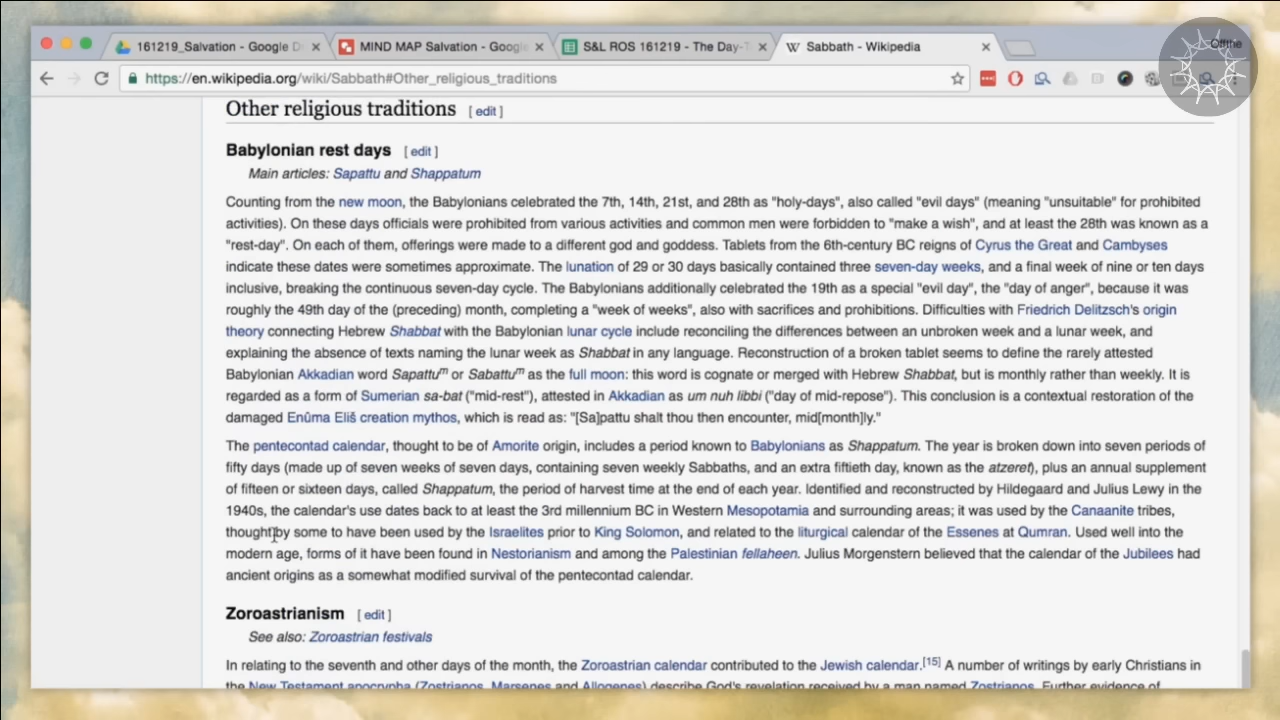 161219_Salvation - Google D
MIND MAP Salvation - Google
S&L ROS 161219 - The Day-T
Sabbath - Wikipedia
https://en.wikipedia.org/wiki/Sabbath#Other_religious_traditions
Other religious traditions [ edit ]
Babylonian rest days [ edit ]
Main articles: Sapattu and Shappatum
Counting from the new moon, the Babylonians celebrated the 7th, 14th, 21st, and 28th as "holy-days", also called "evil days" (meaning "unsuitable" for prohibited
activities). On these days officials were prohibited from various activities and common men were forbidden to "make a wish", and at least the 28th was known as a
"rest-day". On each of them, offerings were made to a different god and goddess. Tablets from the 6th-century BC reigns of Cyrus the Great and Cambyses
indicate these dates were sometimes approximate. The lunation of 29 or 30 days basically contained three seven-day weeks, and a final week of nine or ten days
inclusive, breaking the continuous seven-day cycle. The Babylonians additionally celebrated the 19th as a special "evil day", the "day of anger", because it was
roughly the 49th day of the (preceding) month, completing a "week of weeks", also with sacrifices and prohibitions. Difficulties with Friedrich Delitzsch's origin
theory connecting Hebrew Shabbat with the Babylonian lunar cycle include reconciling the differences between an unbroken week and a lunar week, and
explaining the absence of texts naming the lunar week as Shabbat in any language. Reconstruction of a broken tablet seems to define the rarely attested
Babylonian Akkadian word Sapattum or Sabattum as the full moon: this word is cognate or merged with Hebrew Shabbat, but is monthly rather than weekly. It is
regarded as a form of Sumerian sa-bat ("mid-rest"), attested in Akkadian as um nuh libbi ("day of mid-repose"). This conclusion is a contextual restoration of the
damaged Enûma Eliš creation mythos, which is read as: "[Sa]pattu shalt thou then encounter, mid[month]ly."
The pentecontad calendar, thought to be of Amorite origin, includes a period known to Babylonians as Shappatum. The year is broken down into seven periods of
fifty days (made up of seven weeks of seven days, containing seven weekly Sabbaths, and an extra fiftieth day, known as the atzeret), plus an annual supplement
of fifteen or sixteen days, called Shappatum, the period of harvest time at the end of each year. Identified and reconstructed by Hildegaard and Julius Lewy in the
1940s, the calendar's use dates back to at least the 3rd millennium BC in Western Mesopotamia and surrounding areas; it was used by the Canaanite tribes,
thought by some to have been used by the Israelites prior to King Solomon, and related to the liturgical calendar of the Essenes at Qumran. Used well into the
modern age, forms of it have been found in Nestorianism and among the Palestinian fellaheen. Julius Morgenstern believed that the calendar of the Jubilees had
ancient origins as a somewhat modified survival of the pentecontad calendar.
Zoroastrianism [ edit ]
See also: Zoroastrian festivals
In relating to the seventh and other days of the month, the Zoroastrian calendar contributed to the Jewish calendar.[15] A number of writings by early Christians in
the New Testament apocrypha (Zostrianos, Marsenes and Allogenes) describe God's revelation received by a man named Zostrianos. Further evidence of